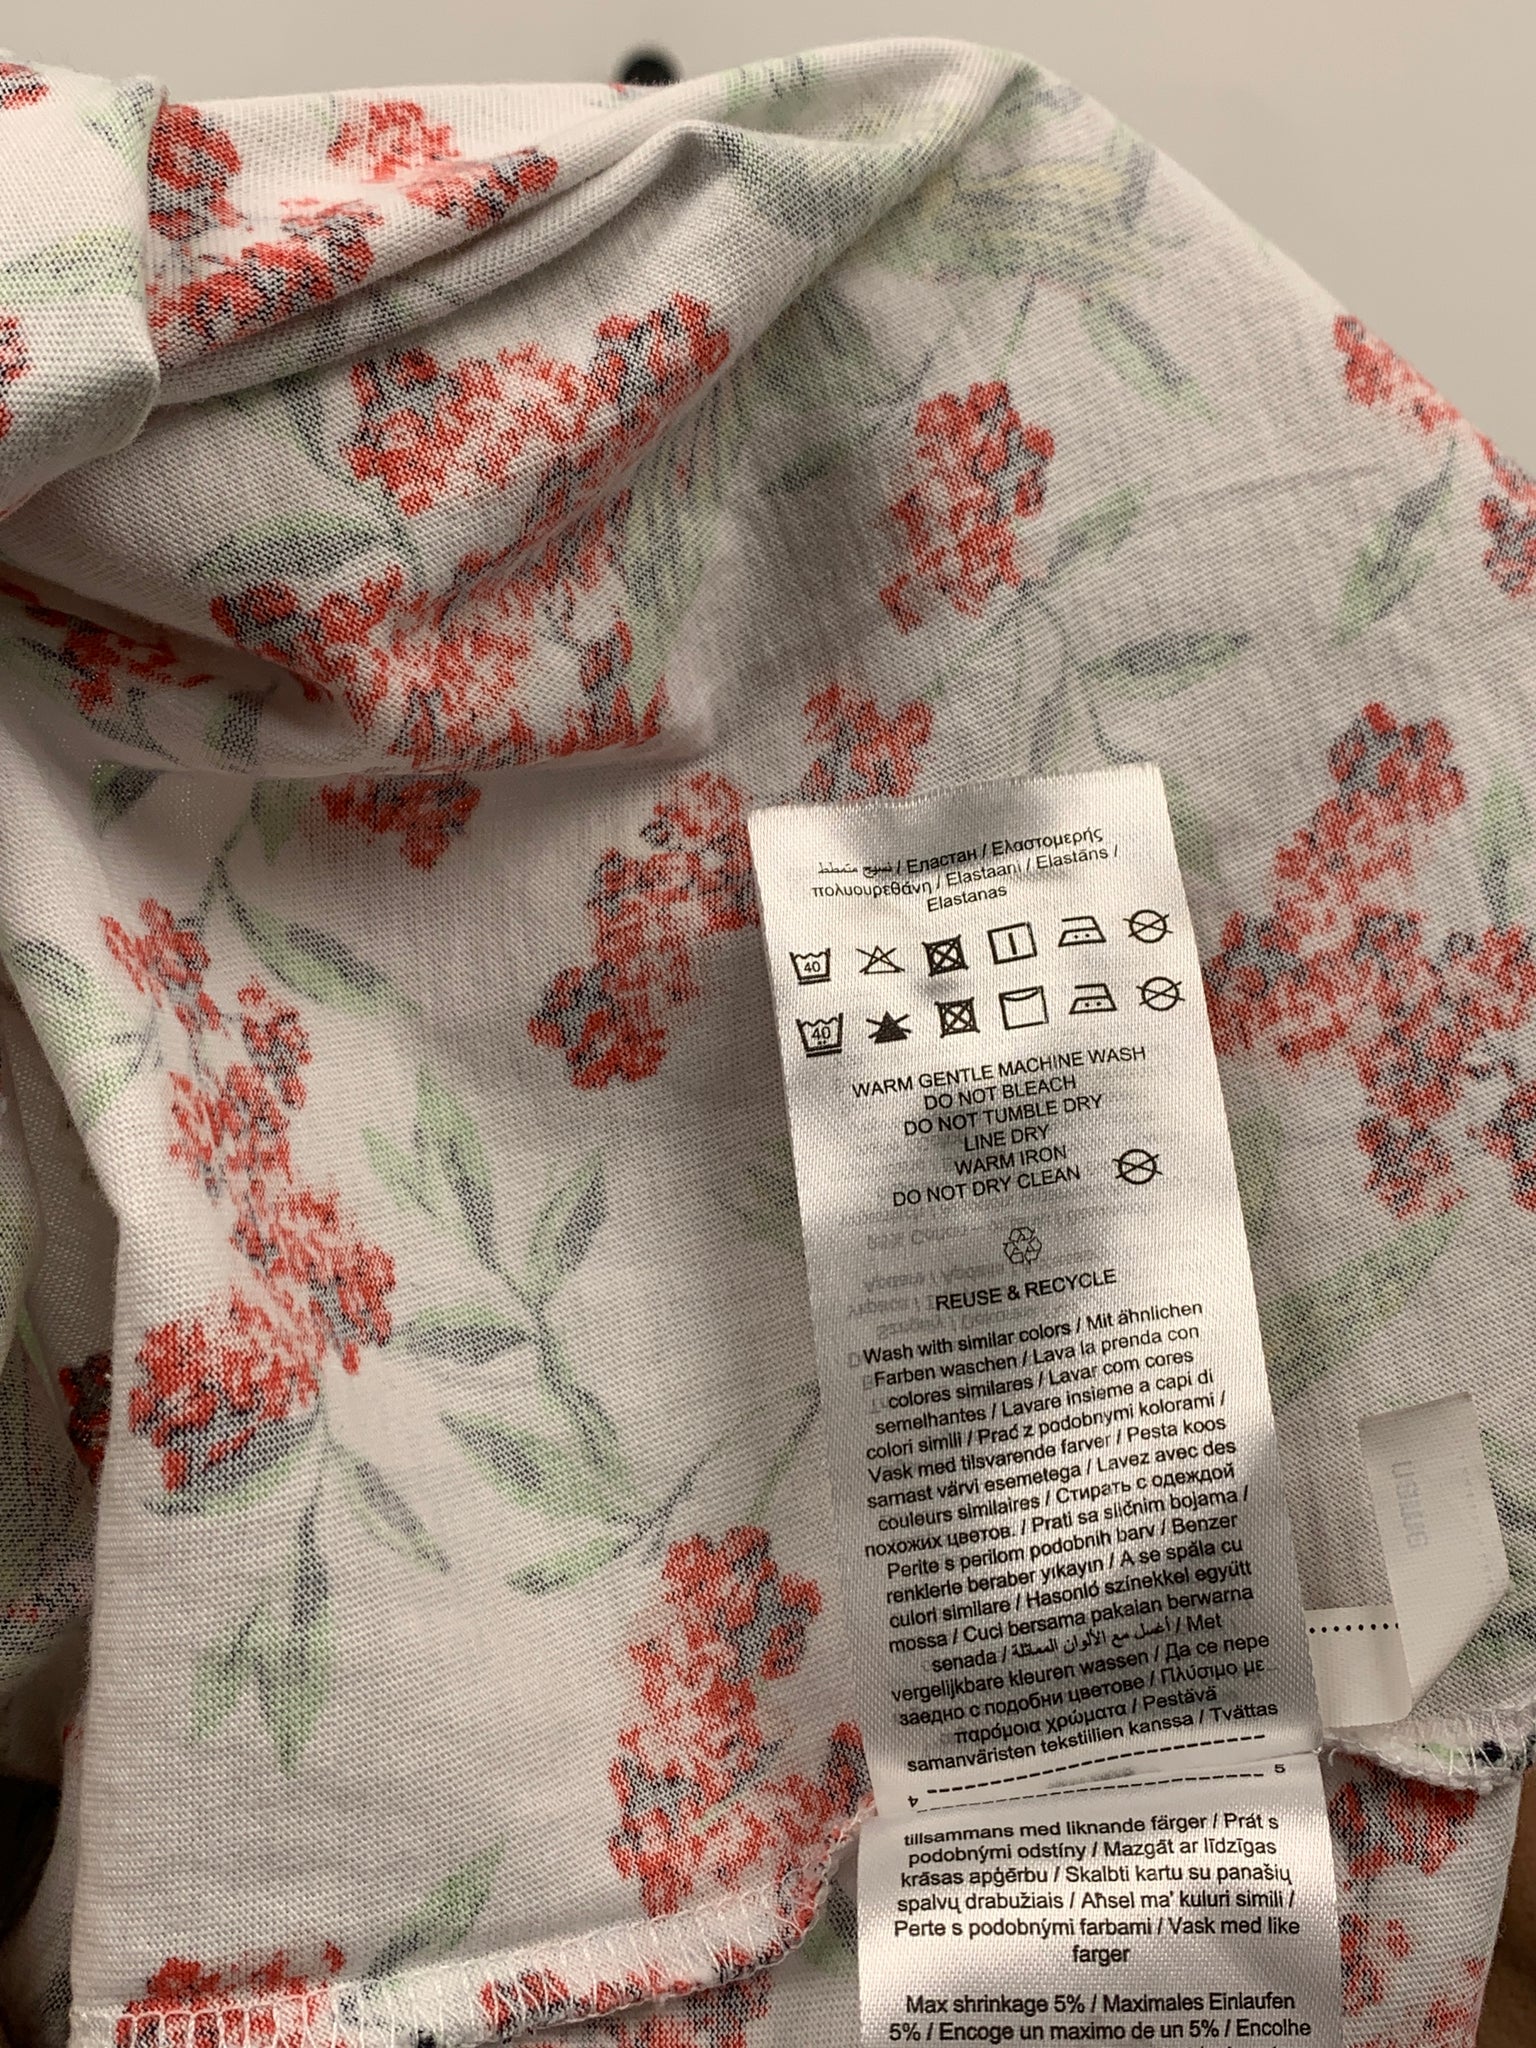 نسيج متمطط / Еластан / Ελαστομερής
πολυουρεθάνη / Elastaani / Elastāns /
Elastanas
40
40
WARM GENTLE MACHINE WASH
DO NOT BLEACH
DO NOT TUMBLE DRY
LINE DRY
WARM IRON
DO NOT DRY CLEAN
REUSE & RECYCLE
Wash with similar colors / Mit ähnlichen
Farben waschen / Lava la prenda con
colores similares / Lavar com cores
semelhantes / Lavare insieme a capi di
colori simili / Prać z podobnymi kolorami /
Vask med tilsvarende farver / Pesta koos
samast värvi esemetega / Lavez avec des
couleurs similaires / Стирать с одеждой
похожих цветов. / Prati sa sličnim bojama /
Perite s perilom podobnih barv / Benzer
renklerle beraber yıkayın / A se spăla cu
culori similare / Hasonló színekkel együtt
mossa / Cuci bersama pakaian berwarna
senada / أغسل مع الألوان المماثلة / Met
vergelijkbare kleuren wassen / Да се пере
заедно с подобни цветове / Πλύσιμο με
παρόμοια χρώματα / Pestävä
samanväristen tekstiilien kanssa / Tvättas
4
5
tillsammans med liknande färger / Prát s
podobnými odstíny / Mazgāt ar līdzīgas
krāsas apģērbu / Skalbti kartu su panašių
spalvų drabužiais / Aħsel ma' kuluri simili /
Perte s podobnými farbami / Vask med like
farger
Max shrinkage 5% / Maximales Einlaufen
5% / Encoge un maximo de un 5% / Encolhe